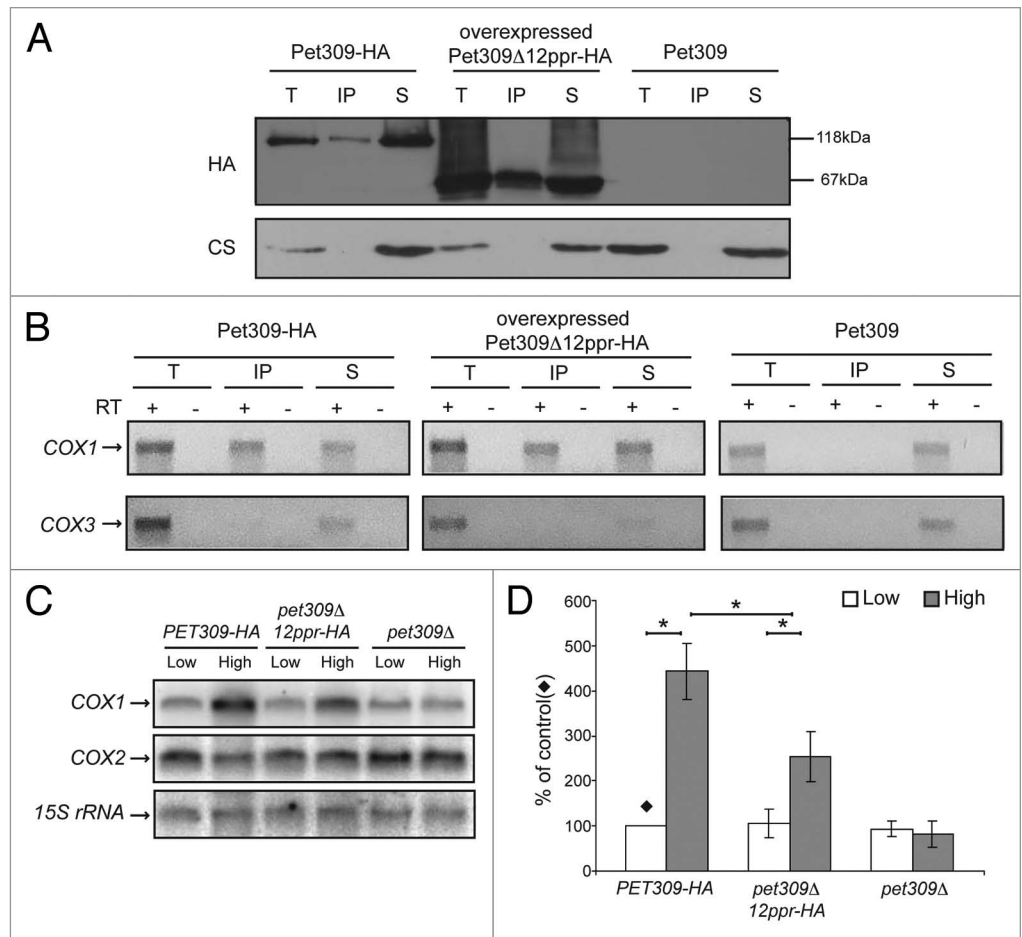 A
Pet309-HA
overexpressed
Pet309Δ12ppr-HA
Pet309
T IP S T IP S T IP S
HA
118kDa
67kDa
CS
B
Pet309-HA
overexpressed
Pet309Δ12ppr-HA
Pet309
T IP S T IP S T IP S
RT + - + - + - + - + - + - + - + - + -
COX1→
COX3→
C
PET309-HA
pet309Δ
12ppr-HA
pet309Δ
Low High Low High Low High
COX1→
COX2→
15S rRNA→
D
Low High
% of control(◆)
600
500
400
300
200
100
0
*
*
*
◆
PET309-HA
pet309Δ
12ppr-HA
pet309Δ